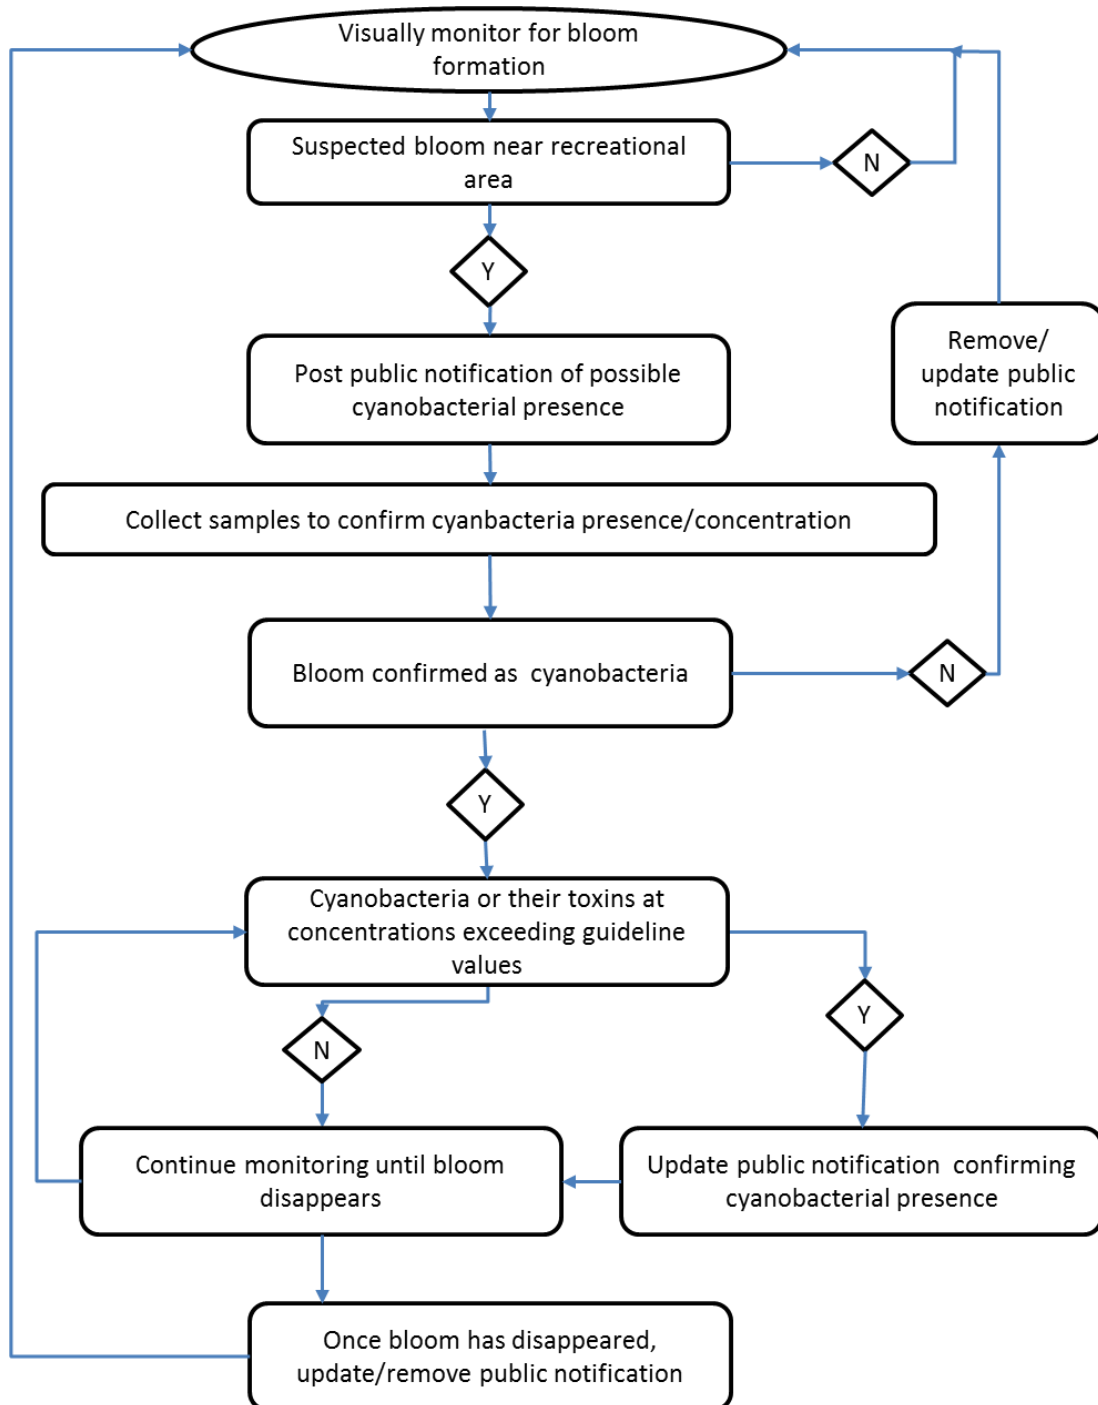 Visually monitor for bloom
formation
Suspected bloom near recreational
area
N
Y
Post public notification of possible
cyanobacterial presence
Remove/
update public
notification
Collect samples to confirm cyanbacteria presence/concentration
Bloom confirmed as  cyanobacteria
N
Y
Cyanobacteria or their toxins at
concentrations exceeding guideline
values
Y
N
Continue monitoring until bloom
disappears
Update public notification  confirming
cyanobacterial presence
Once bloom has disappeared,
update/remove public notification